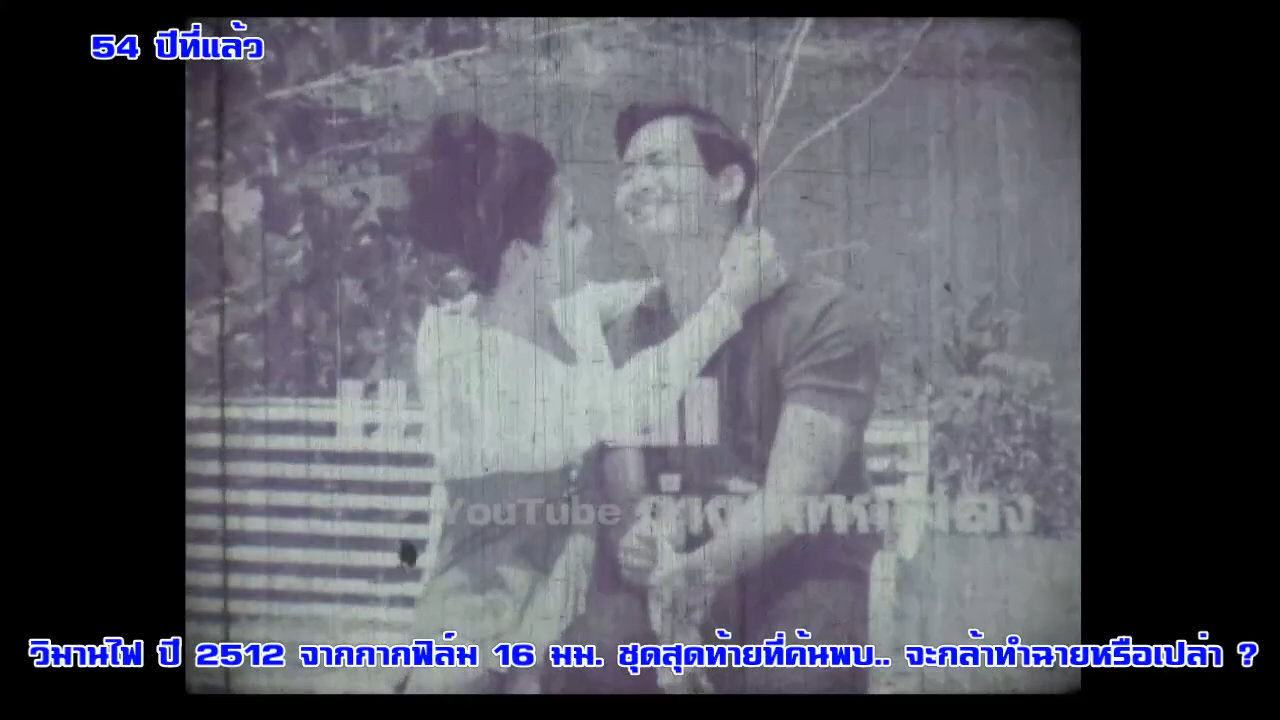 54 ปีที่แล้ว
YouTube
วิมานไฟ ปี 2512 จากกากฟิล์ม 16 มม. ชุดสุดท้ายที่ค้นพบ.. จะกล้าทำฉายหรือเปล่า ?